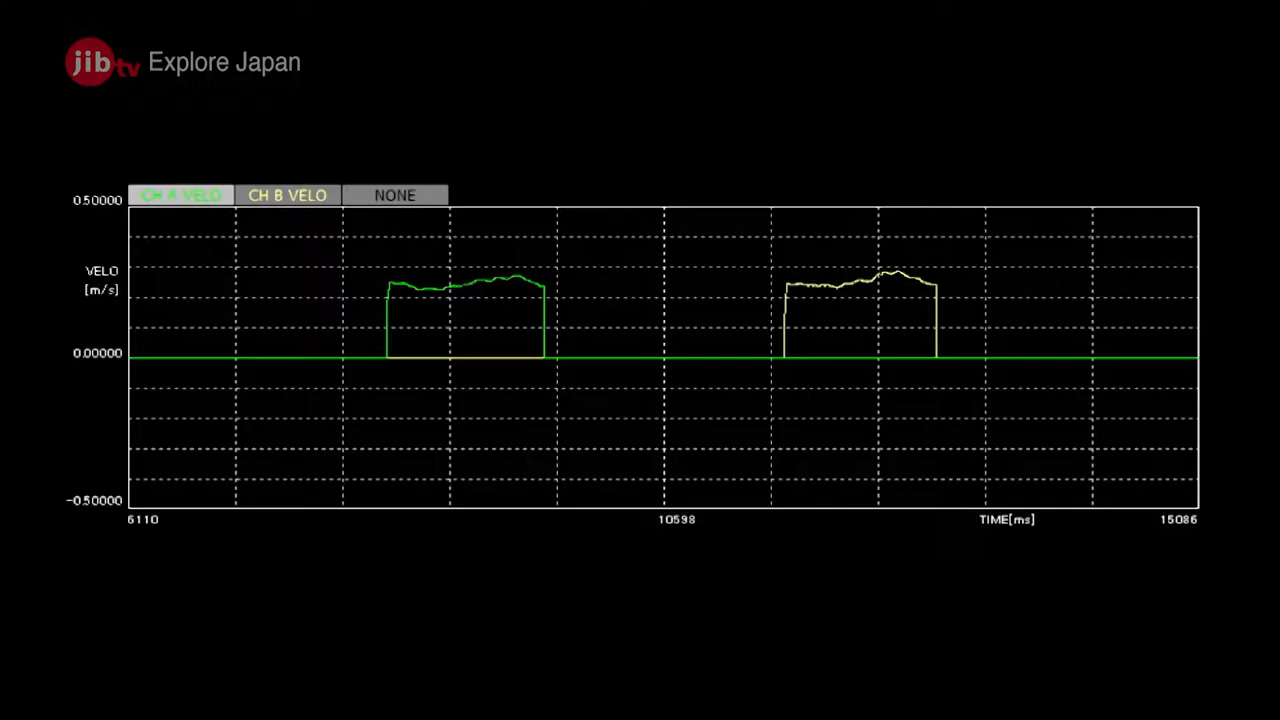 jibtv Explore Japan
CH A VELO CH B VELO NONE
0.50000
VELO
[m/s]
0.00000
-0.50000
6110 10598 TIME[ms] 15086